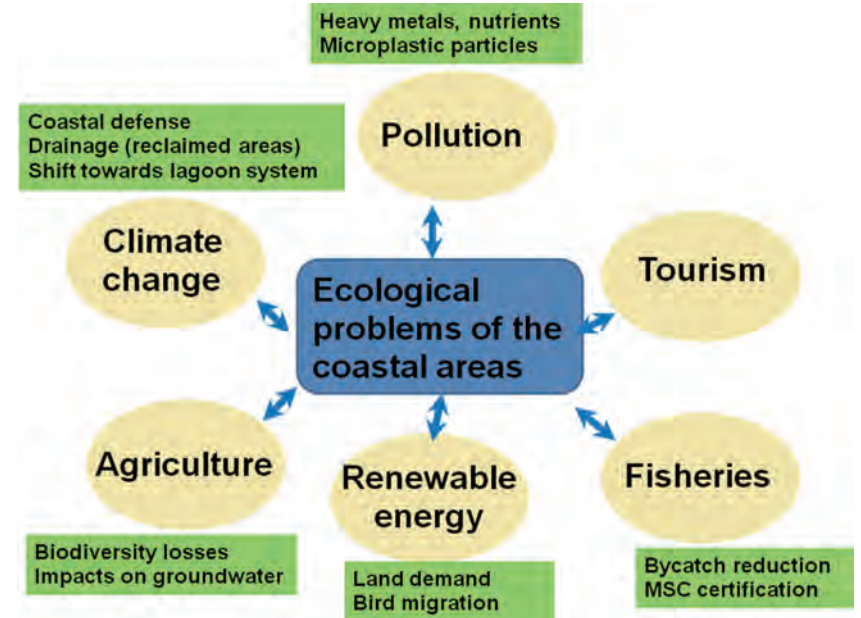 Heavy metals, nutrients
Microplastic particles
Pollution
Coastal defense
Drainage (reclaimed areas)
Shift towards lagoon system
Climate
change
Tourism
Ecological
problems of the
coastal areas
Agriculture
Renewable
energy
Fisheries
Biodiversity losses
Impacts on groundwater
Land demand
Bird migration
Bycatch reduction
MSC certification